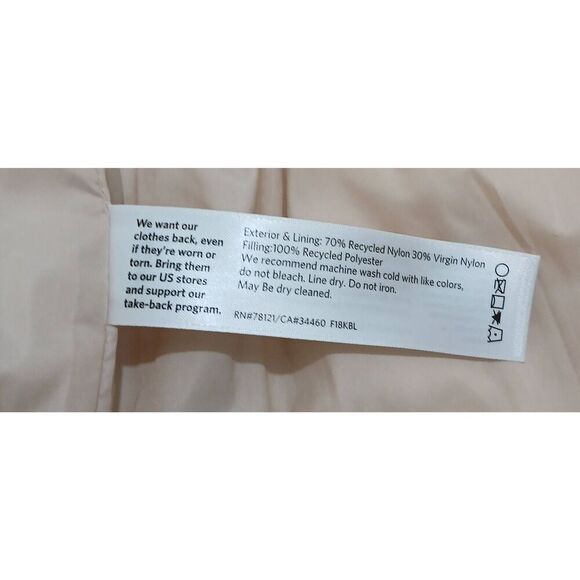 We want our
clothes back, even
if they're worn or
torn. Bring them
to our US stores
and support our
take-back program.
Exterior & Lining: 70% Recycled Nylon 30% Virgin Nylon
Filling:100% Recycled Polyester
We recommend machine wash cold with like colors,
do not bleach. Line dry. Do not iron.
May Be dry cleaned.
RN#78121/CA#34460 F18KBL